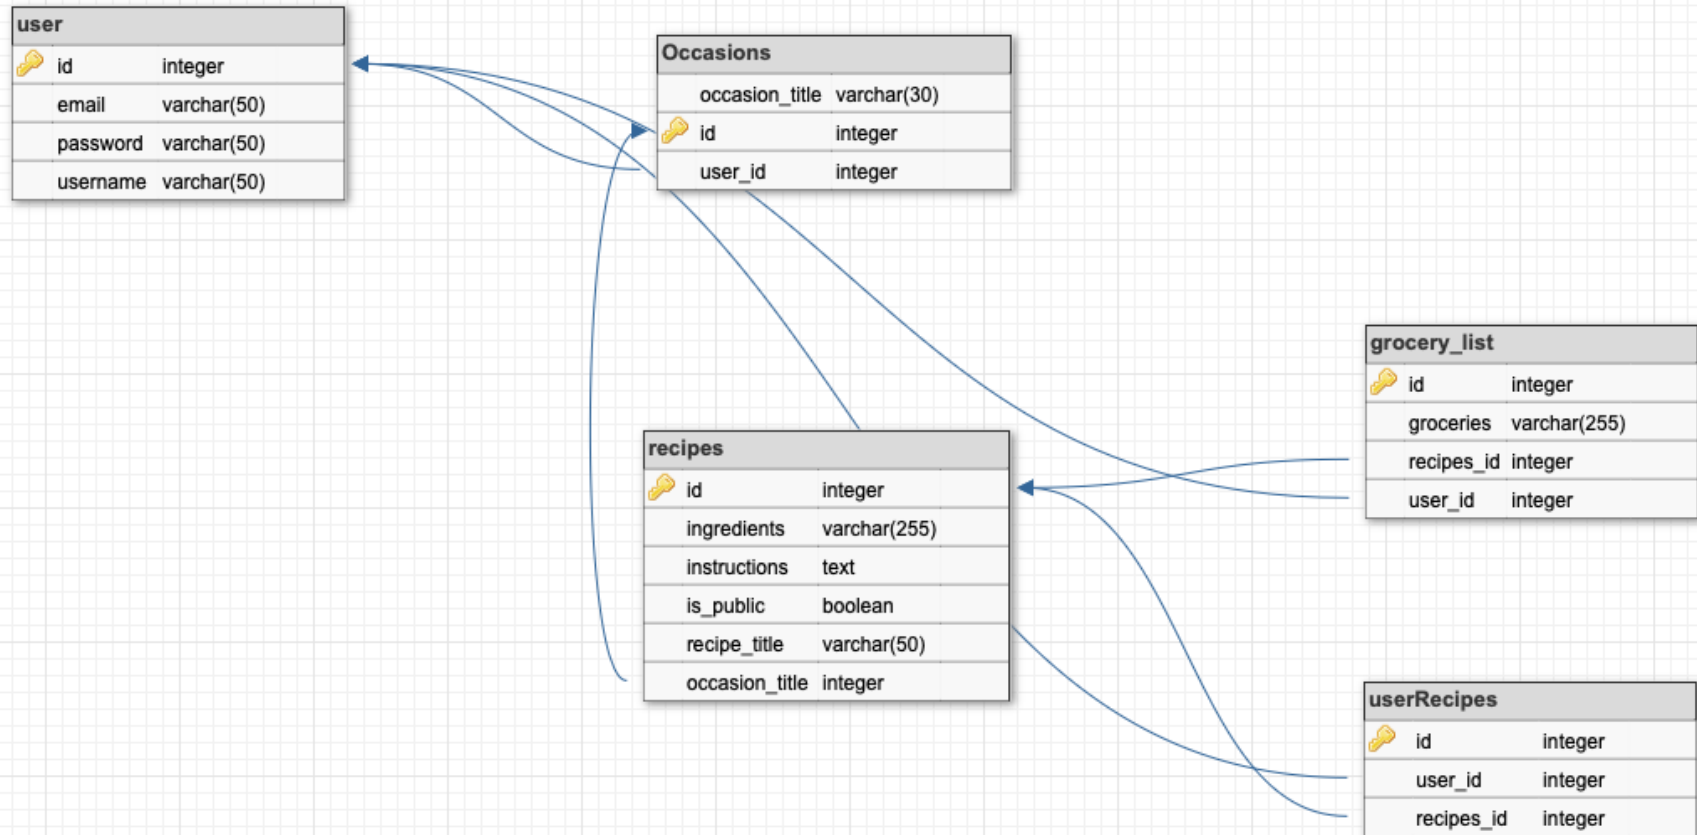 user
id integer
email varchar(50)
password varchar(50)
username varchar(50)
Occasions
occasion_title varchar(30)
id integer
user_id integer
grocery_list
id integer
groceries varchar(255)
recipes_id integer
user_id integer
recipes
id integer
ingredients varchar(255)
instructions text
is_public boolean
recipe_title varchar(50)
occasion_title integer
userRecipes
id integer
user_id integer
recipes_id integer